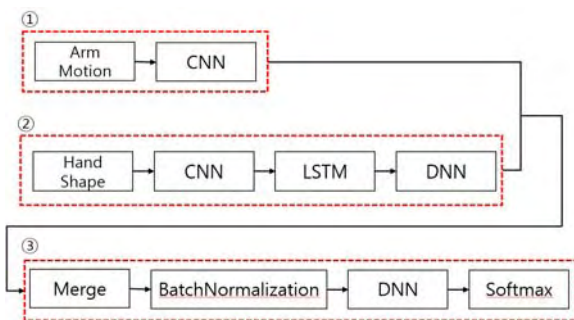 ①
Arm
Motion
CNN
②
Hand
Shape
CNN
LSTM
DNN
③
Merge
BatchNormalization
DNN
Softmax